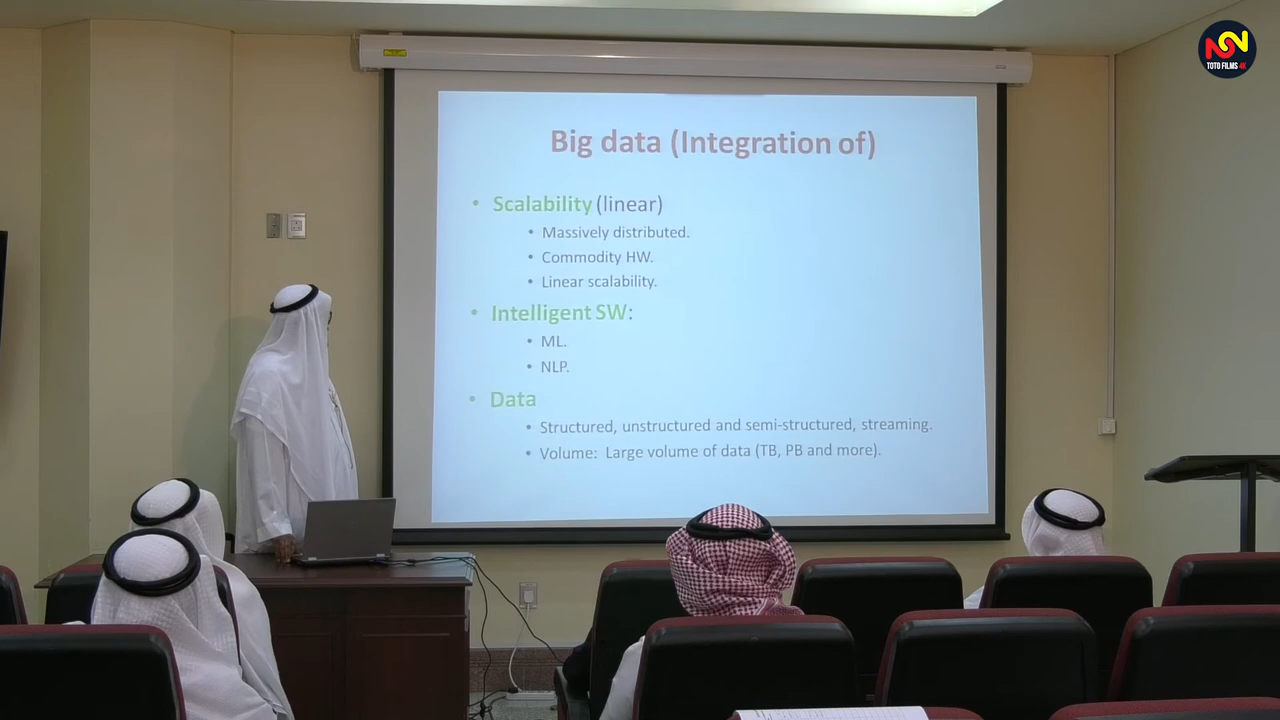 TOTO FILMS 4K
Big data (Integration of)
• Scalability (linear)
• Massively distributed.
• Commodity HW.
• Linear scalability.
• Intelligent SW:
• ML.
• NLP.
• Data
• Structured, unstructured and semi-structured, streaming.
• Volume: Large volume of data (TB, PB and more).